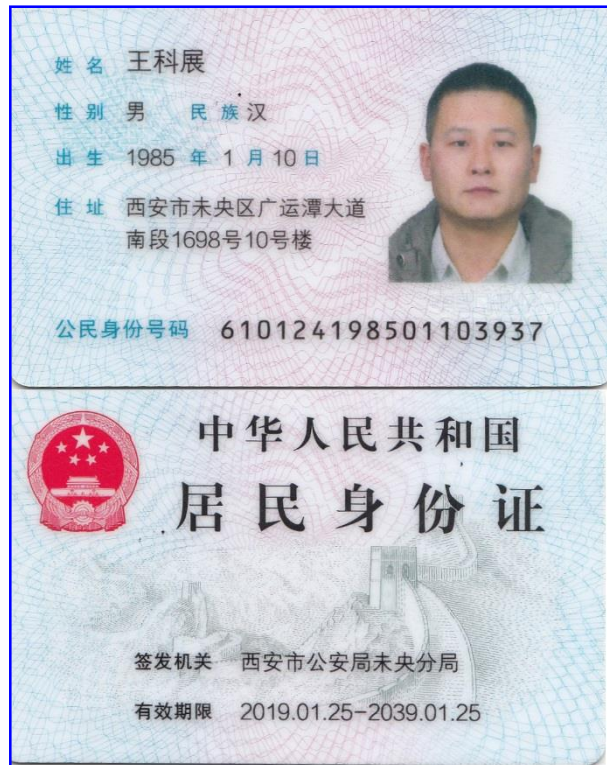 姓名 王科展
性别 男 民族 汉
出生 1985 年 1 月 10 日
住址 西安市未央区广运潭大道
南段1698号10号楼
公民身份号码 610124198501103937
中华人民共和国
居民身份证
签发机关 西安市公安局未央分局
有效期限 2019.01.25-2039.01.25